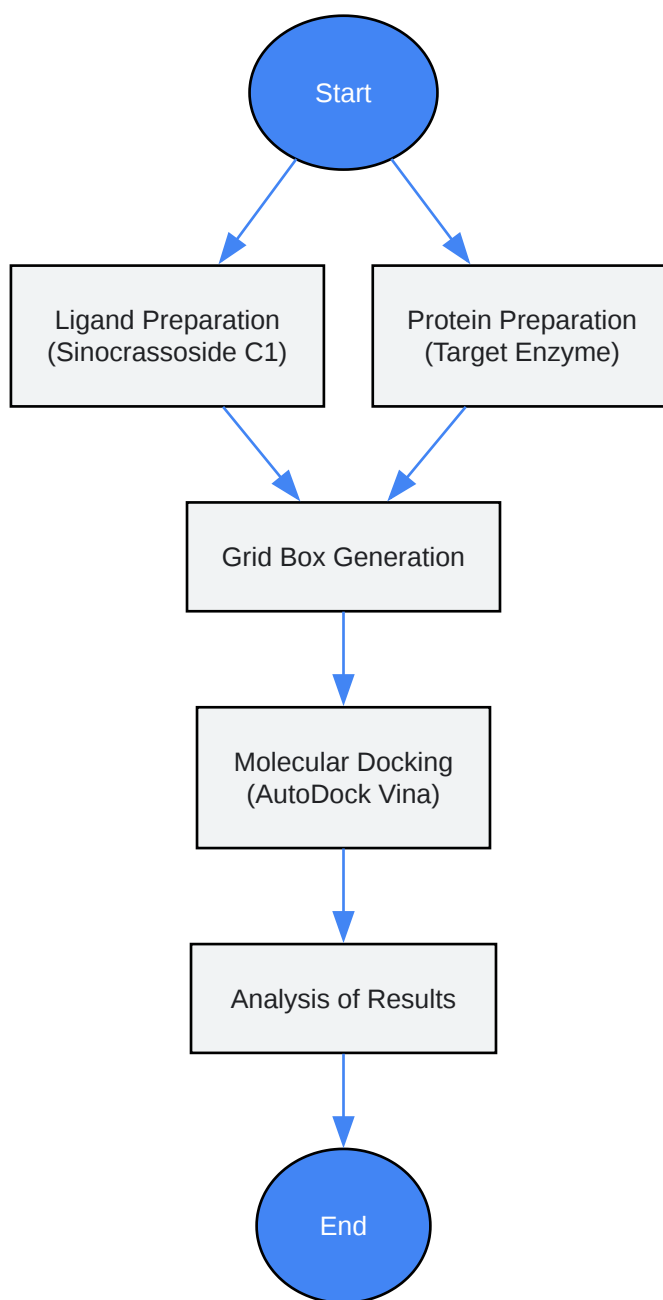 Start
Ligand Preparation
(Sinocrassoside C1)
Protein Preparation
(Target Enzyme)
Grid Box Generation
Molecular Docking
(AutoDock Vina)
Analysis of Results
End